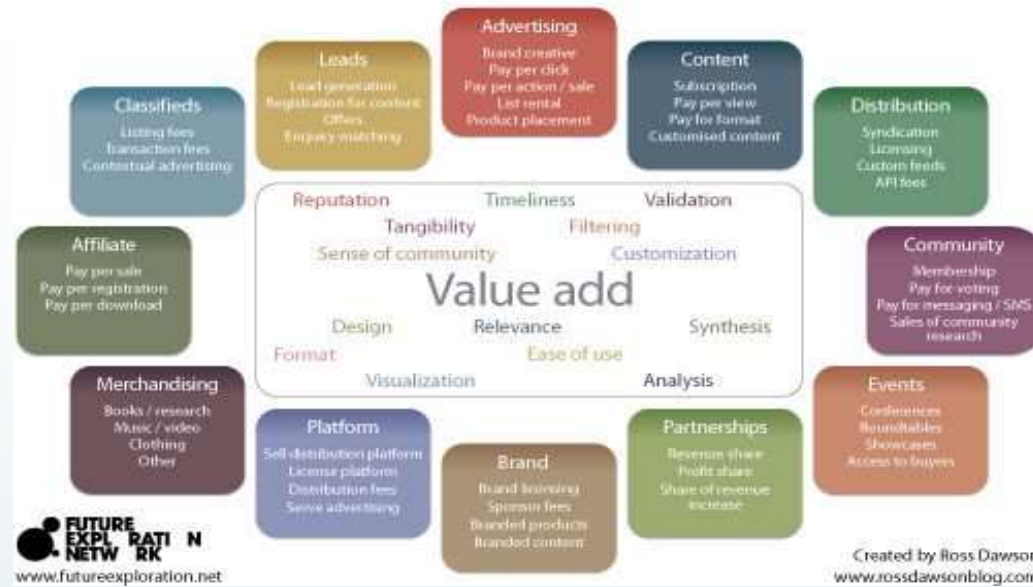 Advertising
Brand creative
Pay per click
Pay per action / sale
List rental
Product placement
Leads
Lead generation
Registration for content
Offers
Enquiry matching
Content
Subscription
Pay per view
Pay for format
Customised content
Classifieds
Listing fees
Transaction fees
Contextual advertising
Distribution
Syndication
Licensing
Custom feeds
API fees
Reputation
Timeliness
Validation
Tangibility
Filtering
Sense of community
Customization
Value add
Design
Relevance
Synthesis
Format
Ease of use
Visualization
Analysis
Affiliate
Pay per sale
Pay per registration
Pay per download
Community
Membership
Pay for voting
Pay for messaging / SMS
Sales of community
research
Merchandising
Books / research
Music / video
Clothing
Other
Platform
Sell distribution platform
License platform
Distribution fees
Serve advertising
Brand
Brand licensing
Sponsor fees
Branded products
Branded content
Partnerships
Revenue share
Profit share
Share of revenue
increase
Events
Conferences
Roundtables
Showcases
Access to buyers
FUTURE
EXPL RATI N
NETW RK
www.futureexploration.net
Created by Ross Dawson
www.rossdawsonblog.com